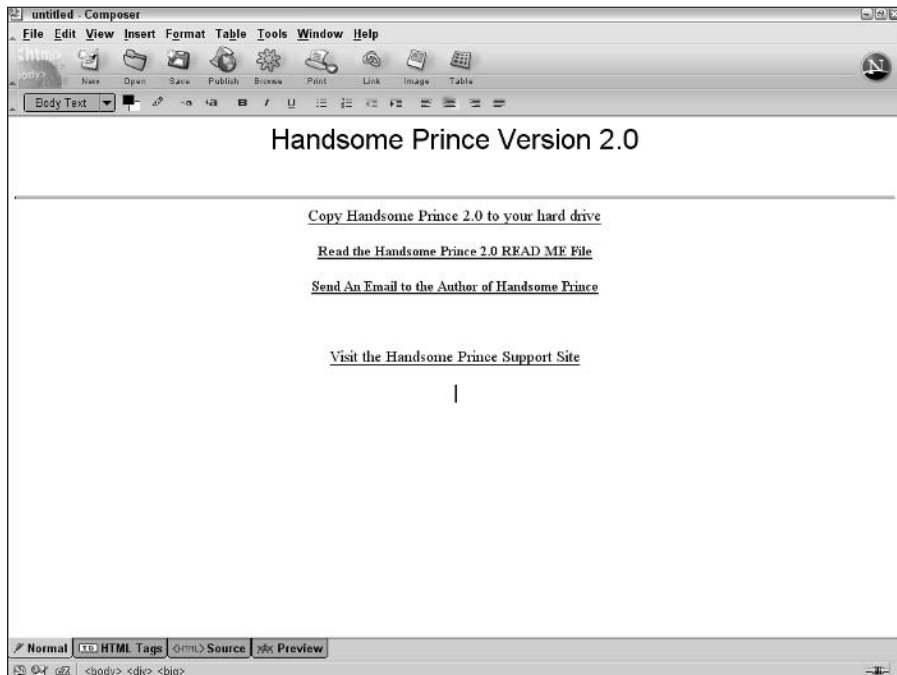 untitled - Composer
File Edit View Insert Format Table Tools Window Help
New Open Save Publish Browse Print Link Image Table
Body Text -a +a B I U
Handsome Prince Version 2.0
Copy Handsome Prince 2.0 to your hard drive
Read the Handsome Prince 2.0 READ ME File
Send An Email to the Author of Handsome Prince
Visit the Handsome Prince Support Site
Normal TD HTML Tags <HTML> Source Preview
<body> <div> <big>